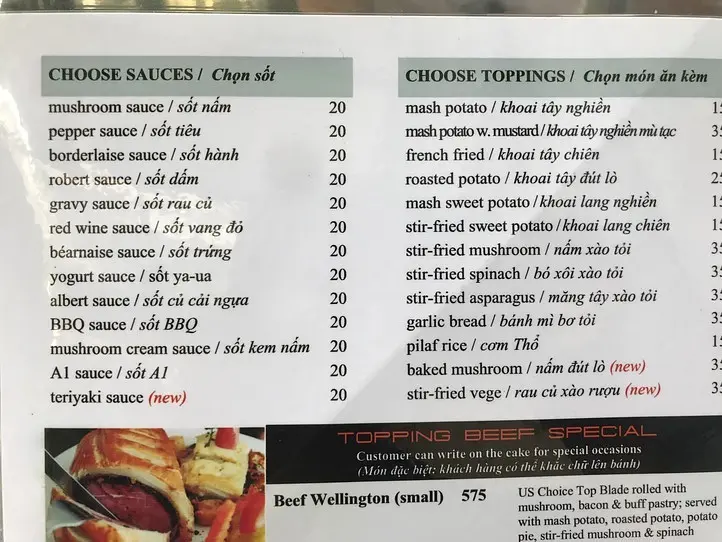 CHOOSE SAUCES / Chọn sốt
mushroom sauce / sốt nấm 20
pepper sauce / sốt tiêu 20
borderlaise sauce / sốt hành 20
robert sauce / sốt dấm 20
gravy sauce / sốt rau củ 20
red wine sauce / sốt vang đỏ 20
béarnaise sauce / sốt trứng 20
yogurt sauce / sốt ya-ua 20
albert sauce / sốt củ cải ngựa 20
BBQ sauce / sốt BBQ 20
mushroom cream sauce / sốt kem nấm 20
A1 sauce / sốt A1 20
teriyaki sauce (new) 20
CHOOSE TOPPINGS / Chọn món ăn kèm
mash potato / khoai tây nghiền
mash potato w. mustard / khoai tây nghiền mù tạc
french fried / khoai tây chiên
roasted potato / khoai tây đút lò
mash sweet potato / khoai lang nghiền
stir-fried sweet potato / khoai lang chiên
stir-fried mushroom / nấm xào tỏi
stir-fried spinach / bó xôi xào tỏi
stir-fried asparagus / măng tây xào tỏi
garlic bread / bánh mì bơ tỏi
pilaf rice / cơm Thổ
baked mushroom / nấm đút lò (new)
stir-fried vege / rau củ xào rượu (new)
TOPPING BEEF SPECIAL
Customer can write on the cake for special occasions
(Món đặc biệt: khách hàng có thể khắc chữ lên bánh)
Beef Wellington (small) 575
US Choice Top Blade rolled with
mushroom, bacon & buff pastry; served
with mash potato, roasted potato, potato
pie, stir-fried mushroom & spinach